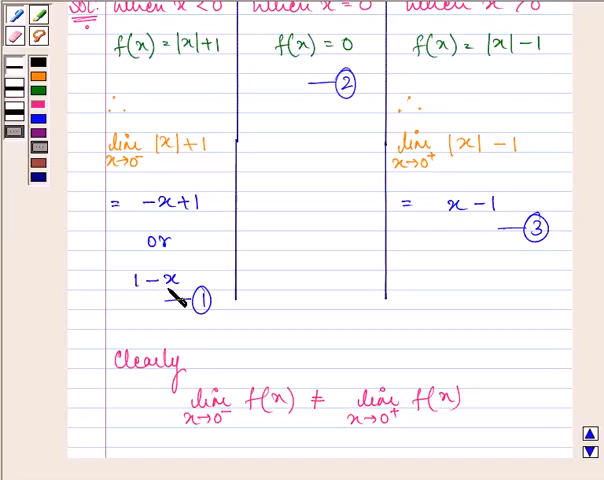 Sol. When x < 0
f(x) = |x| + 1
∴
lim |x| + 1
x→0⁻
= -x + 1
or
1 - x
—①
When x = 0
f(x) = 0
—②
When x > 0
f(x) = |x| - 1
∴
lim |x| - 1
x→0⁺
= x - 1
—③
Clearly
lim f(x) ≠ lim f(x)
x→0⁻ x→0⁺